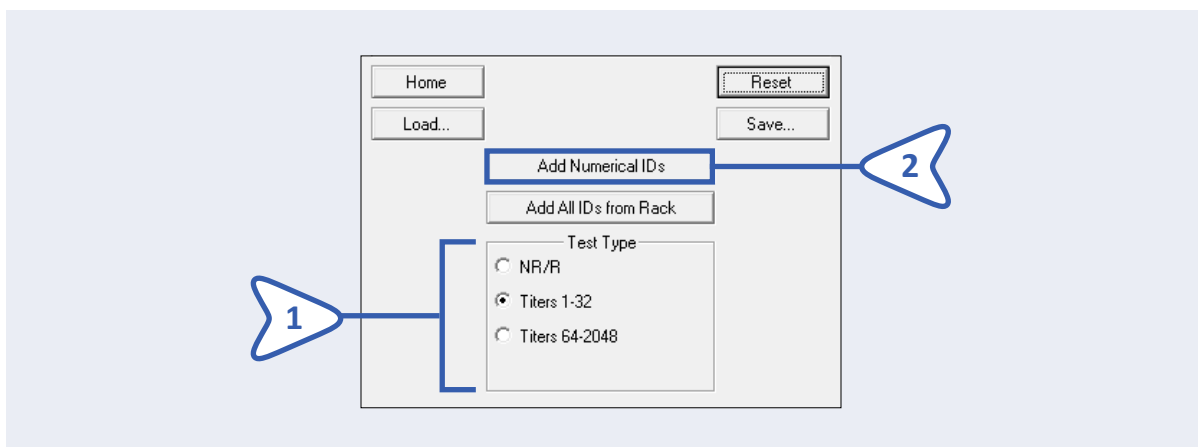 Home
Reset
Load...
Save...
Add Numerical IDs
2
Add All IDs from Rack
Test Type
NR/R
Titers 1-32
1
Titers 64-2048